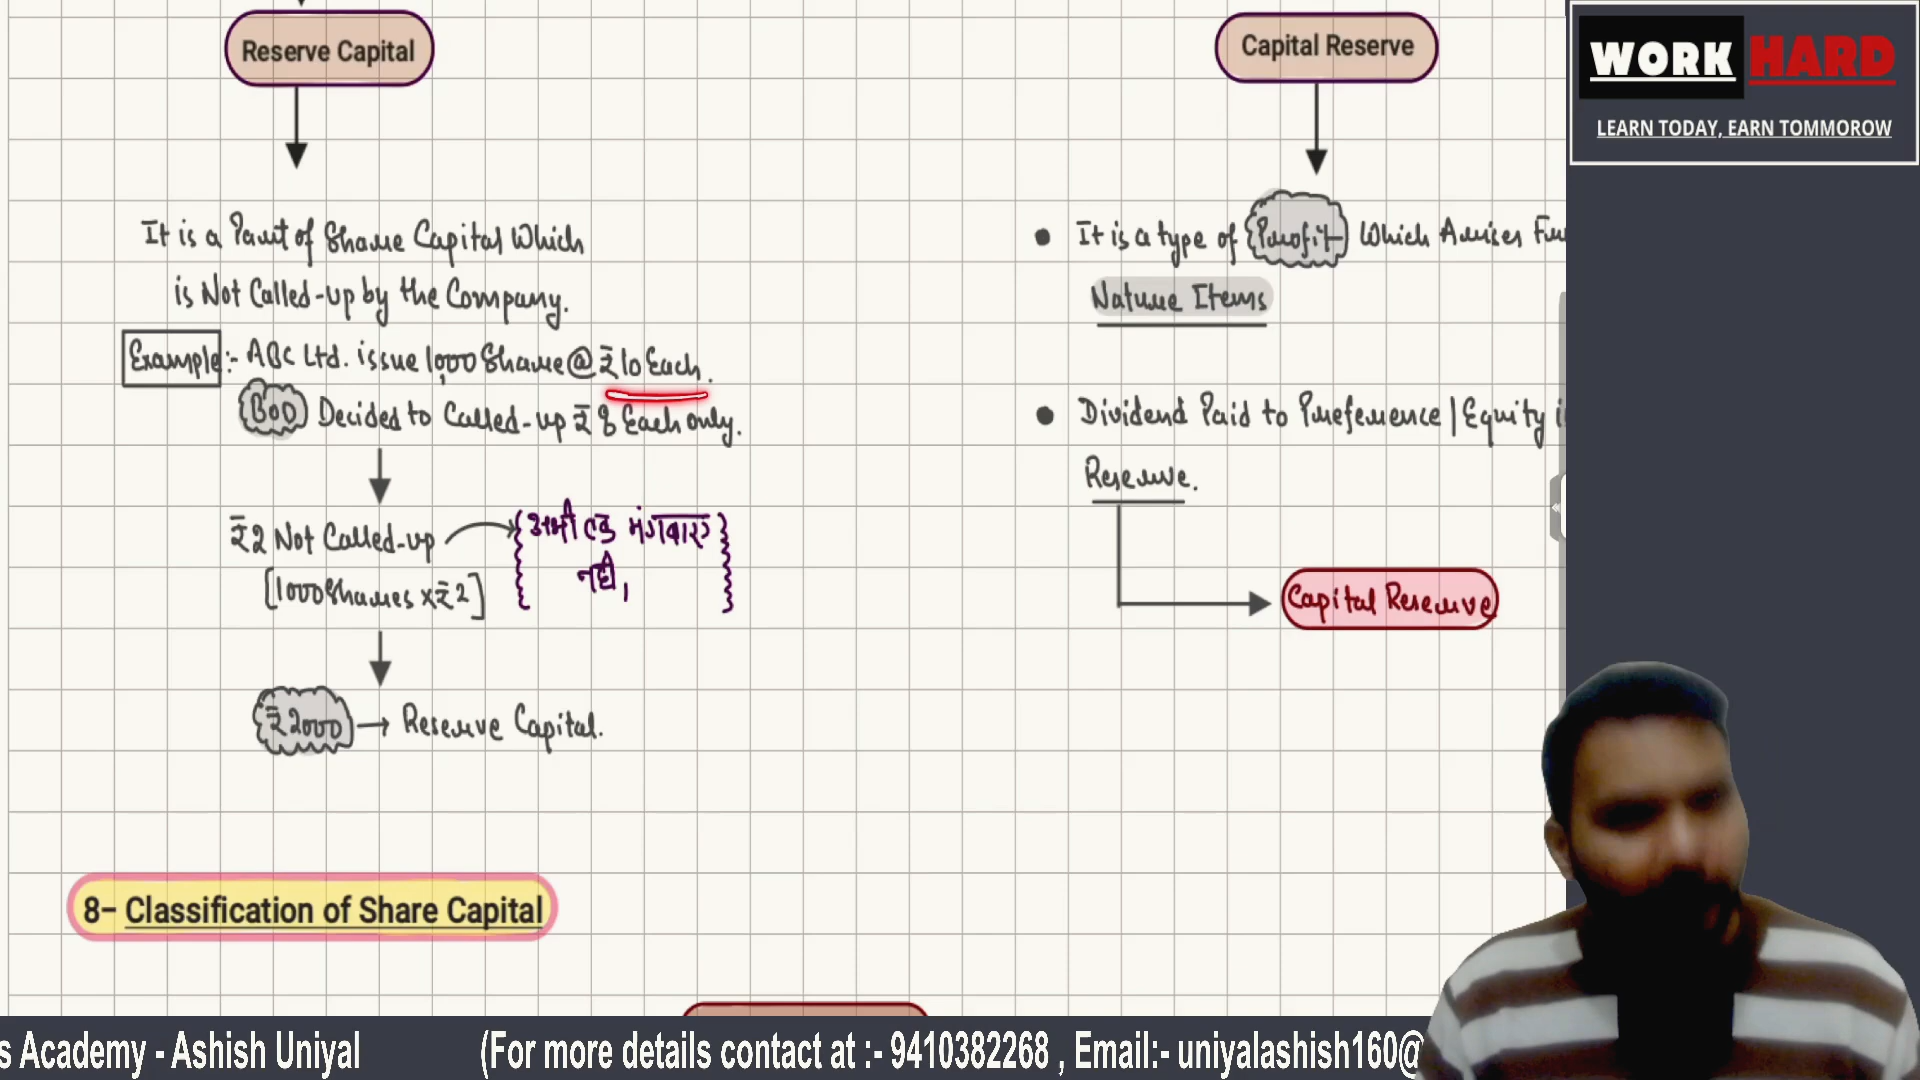 Reserve Capital
It is a Part of Share Capital Which
is Not Called-up by the Company.
Example:- ABC Ltd. issue 1,000 Share @ ₹10 Each.
BOD Decided to Called-up ₹ 8 Each only.
₹2 Not Called-up
[1000 Shares × ₹2]
₹2000 → Reserve Capital.
8- Classification of Share Capital
Capital Reserve
• It is a type of Profit Which Arises
Nature Items
• Dividend Paid to Preference | Equity
Reserve.
Capital Reserve
WORK HARD
LEARN TODAY, EARN TOMMOROW
s Academy - Ashish Uniyal (For more details contact at :- 9410382268 , Email:- uniyalashish160@